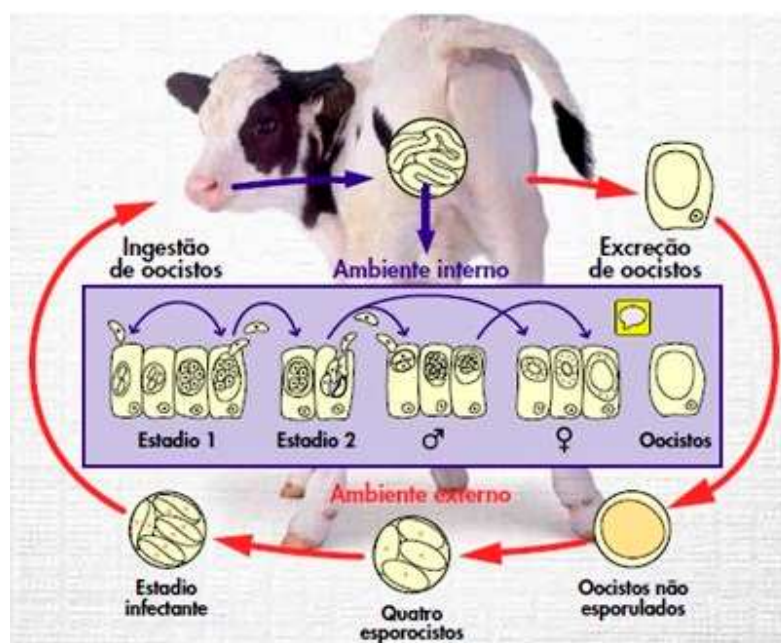 Ingestão
de oocistos
Ambiente interno
Excreção
de oocistos
Estadio 1
Estadio 2
♂
♀
Oocistos
Ambiente externo
Estadio
infectante
Quatro
esporocistos
Oocistos não
esporulados